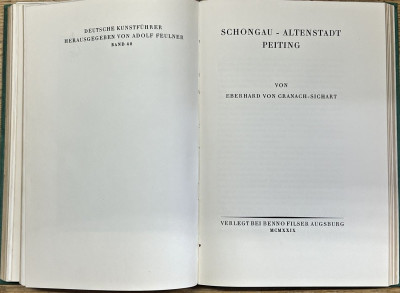 DEUTSCHE KUNSTFÜHRER
HERAUSGEGEBEN VON ADOLF FEULNER
BAND 40
SCHONGAU - ALTENSTADT
PEITING
VON
EBERHARD VON CRANACH-SICHART
VERLEGT BEI BENNO FILSER AUGSBURG
MCMXXIX